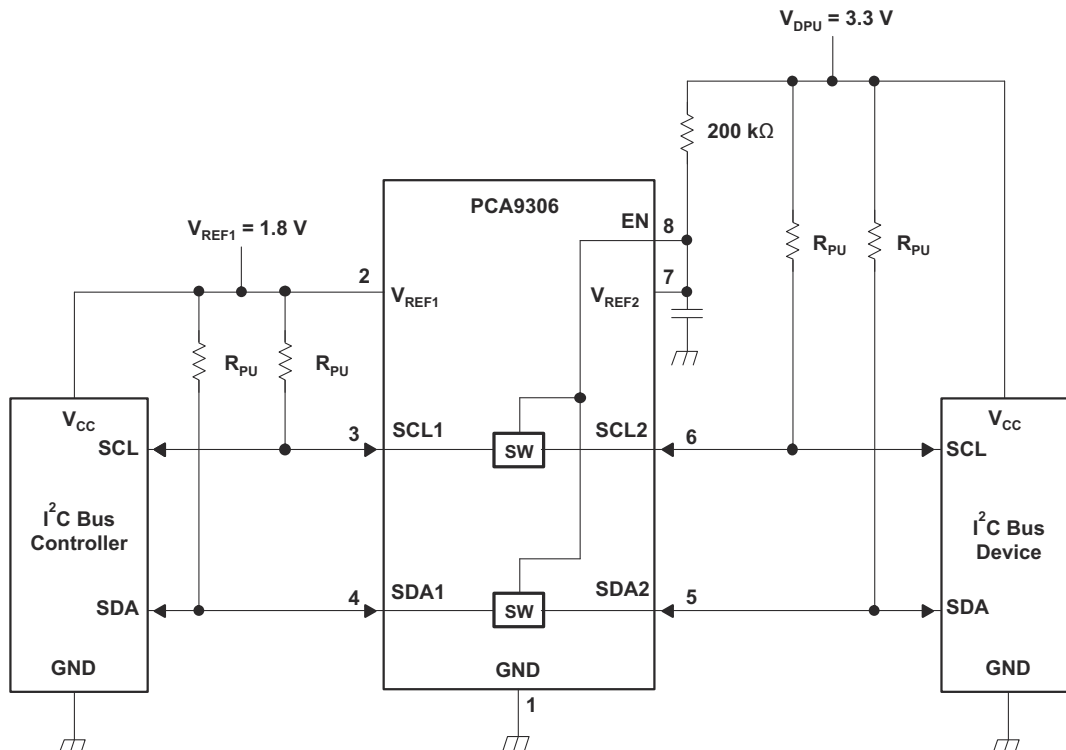 V_DPU = 3.3 V
200 kΩ
PCA9306
EN
8
V_REF1 = 1.8 V
R_PU
R_PU
2
7
V_REF1
V_REF2
R_PU
R_PU
V_CC
V_CC
SCL
3
SCL1
SW
SCL2
6
SCL
I²C Bus
Controller
I²C Bus
Device
SDA
4
SDA1
SW
SDA2
5
SDA
GND
GND
GND
1